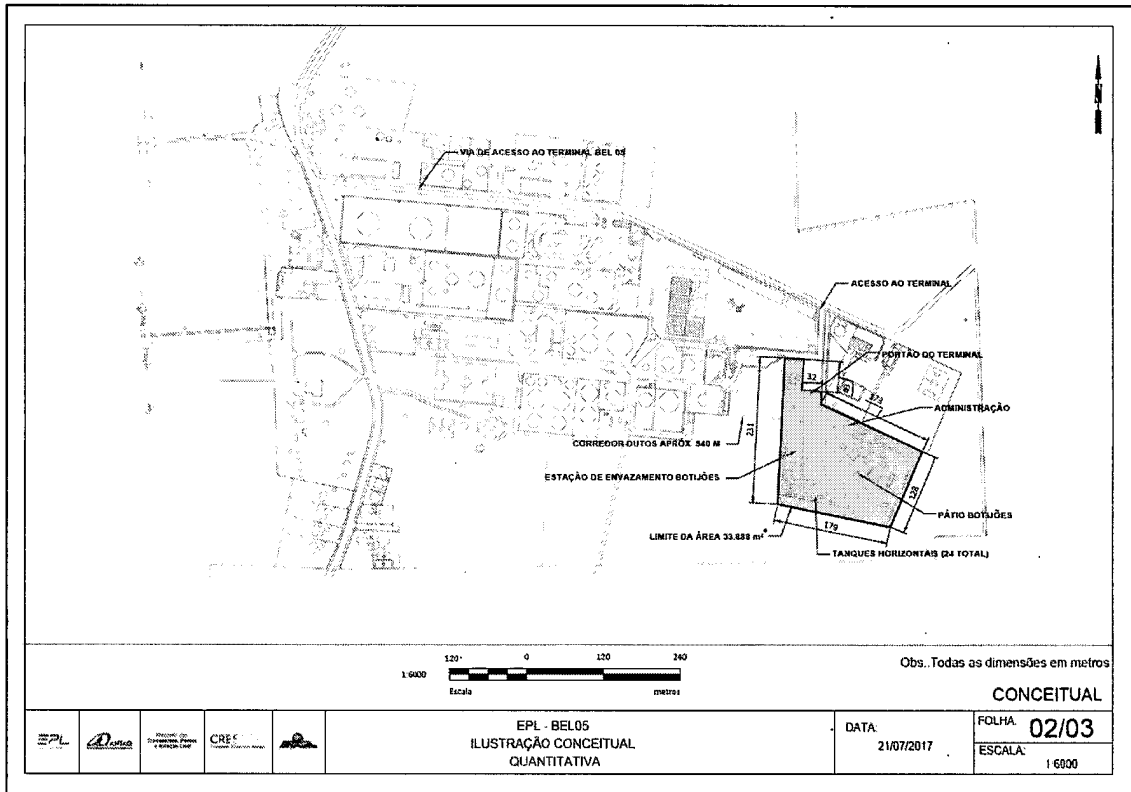 VIA DE ACESSO AO TERMINAL BEL 05
ACESSO AO TERMINAL
PORTÃO DO TERMINAL
32
173
ADMINISTRAÇÃO
231
CORREDOR DUTOS APROX. 540 M
ESTAÇÃO DE ENVAZAMENTO BOTIJÕES
128
PÁTIO BOTIJÕES
179
LIMITE DA ÁREA 33.888 m²
TANQUES HORIZONTAIS (24 TOTAL)
1:6000
120
0
120
240
Escala
metros
Obs..Todas as dimensões em metros
CONCEITUAL
EPL
CRES
EPL - BEL05
ILUSTRAÇÃO CONCEITUAL
QUANTITATIVA
DATA:
21/07/2017
FOLHA.
02/03
ESCALA:
1:6000